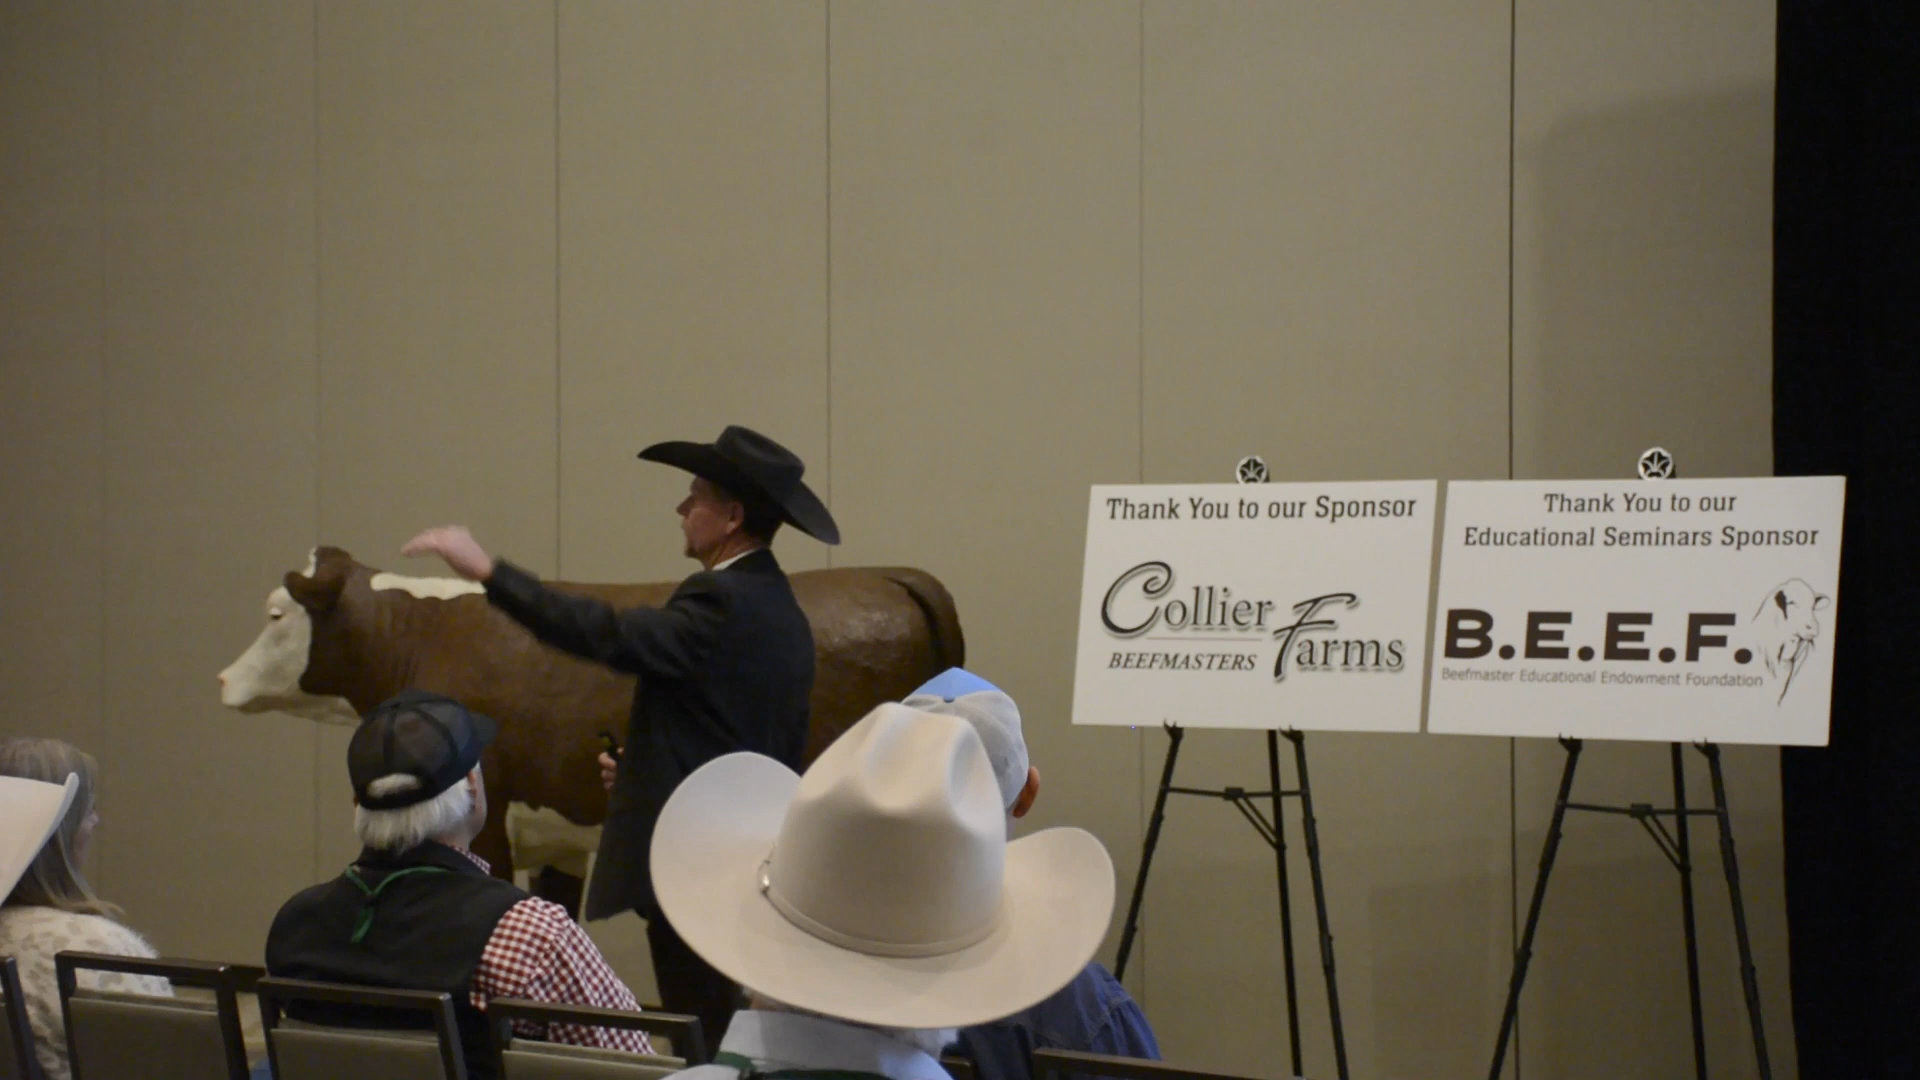 Thank You to our Sponsor
Collier
Farms
BEEFMASTERS
Thank You to our
Educational Seminars Sponsor
B.E.E.F.
Beefmaster Educational Endowment Foundation